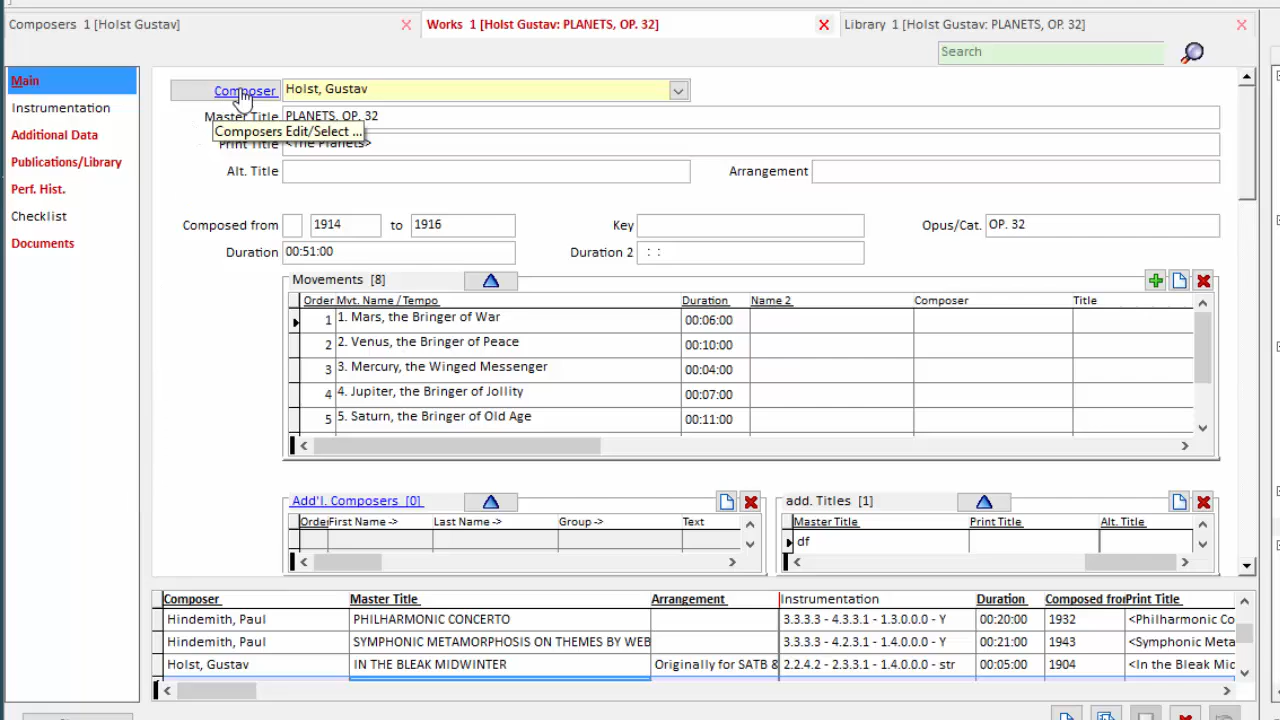 Composers 1 [Holst Gustav]
Works 1 [Holst Gustav: PLANETS, OP. 32]
Library 1 [Holst Gustav: PLANETS, OP. 32]
Search
Main
Instrumentation
Additional Data
Publications/Library
Perf. Hist.
Checklist
Documents
Composer Holst, Gustav
Master Title PLANETS, OP. 32
Composers Edit/Select ...
Print Title <The Planets>
Alt. Title Arrangement
Composed from 1914 to 1916 Key Opus/Cat. OP. 32
Duration 00:51:00 Duration 2 : :
Movements [8]
Order Mvt. Name / Tempo Duration Name 2 Composer Title
1 1. Mars, the Bringer of War 00:06:00
2 2. Venus, the Bringer of Peace 00:10:00
3 3. Mercury, the Winged Messenger 00:04:00
4 4. Jupiter, the Bringer of Jollity 00:07:00
5 5. Saturn, the Bringer of Old Age 00:11:00
Add'l. Composers [0] add. Titles [1]
Order First Name -> Last Name -> Group -> Text Master Title Print Title Alt. Title
df
Composer Master Title Arrangement Instrumentation Duration Composed fro Print Title
Hindemith, Paul PHILHARMONIC CONCERTO 3.3.3.3 - 4.3.3.1 - 1.3.0.0.0 - Y 00:20:00 1932 <Philharmonic Co
Hindemith, Paul SYMPHONIC METAMORPHOSIS ON THEMES BY WEB 3.3.3.3 - 4.2.3.1 - 1.4.0.0.0 - Y 00:21:00 1943 <Symphonic Meta
Holst, Gustav IN THE BLEAK MIDWINTER Originally for SATB & 2.2.4.2 - 2.3.3.1 - 1.4.0.0.0 - str 00:05:00 1904 <In the Bleak Mid